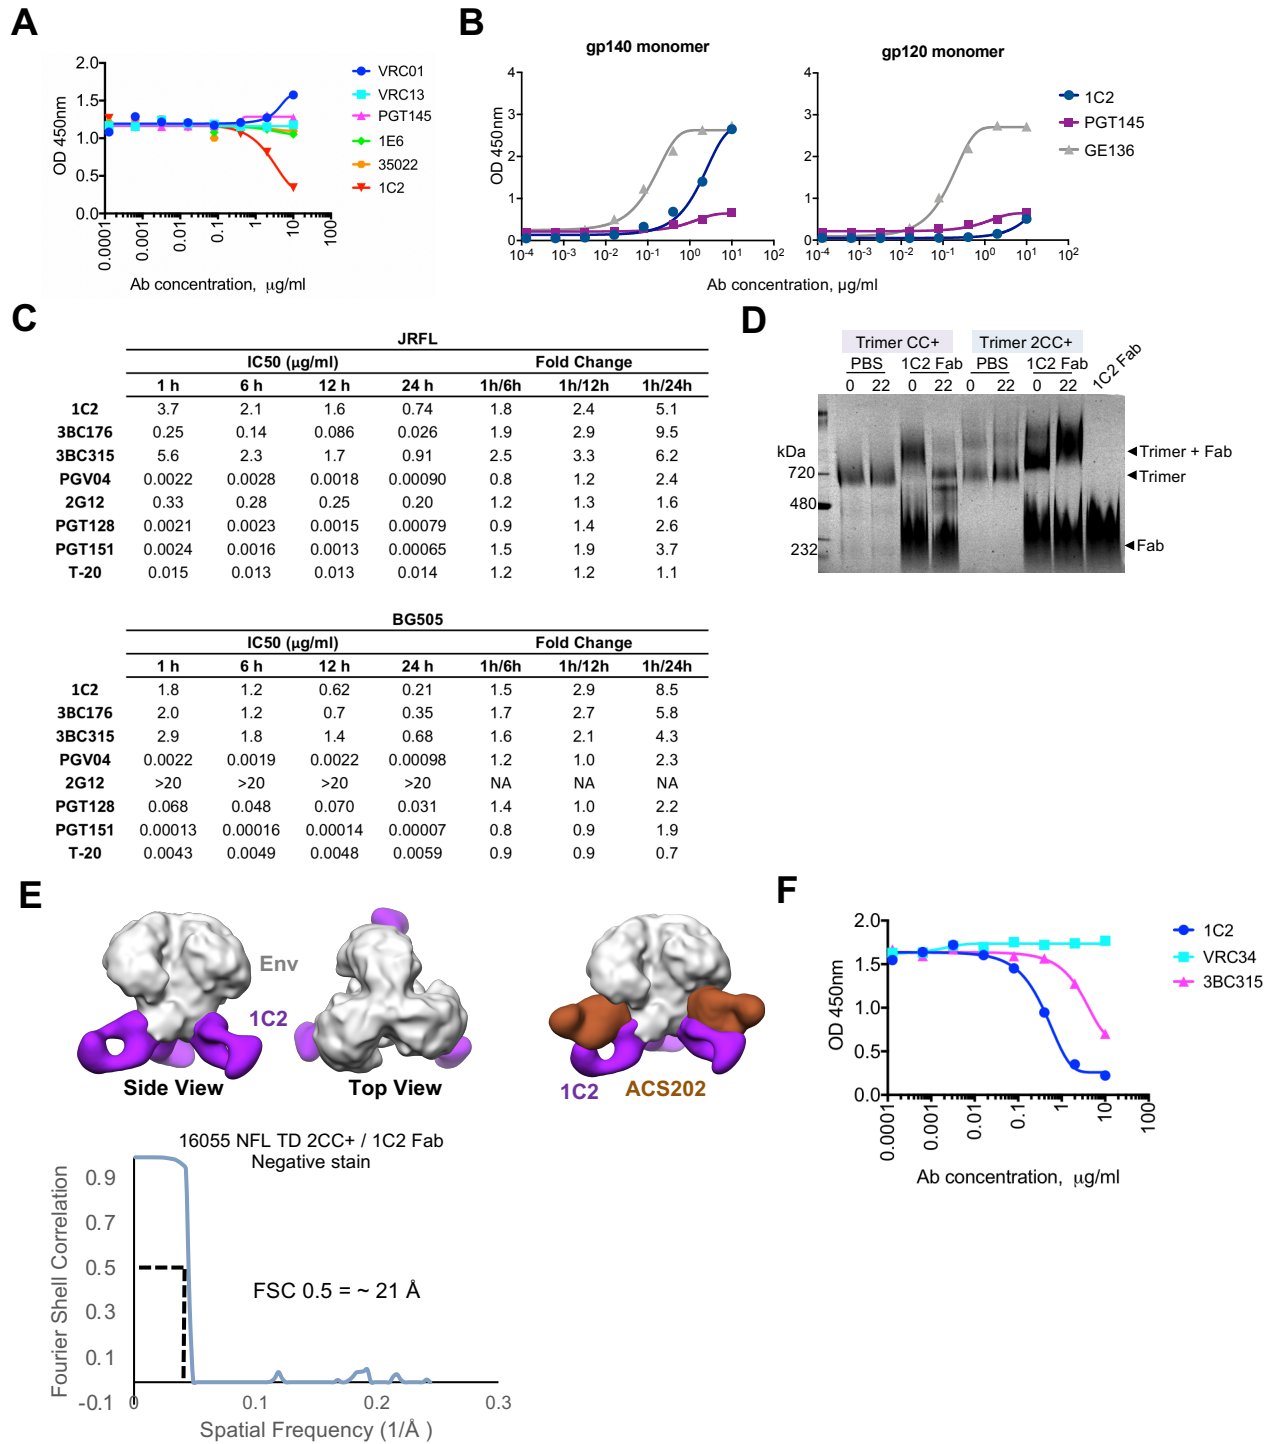 A
2.0
1.5
1.0
0.5
0.0
OD 450nm
0.0001
0.001
0.01
0.1
1
10
100
Ab concentration, μg/ml
VRC01
VRC13
PGT145
1E6
35022
1C2
B
gp140 monomer
gp120 monomer
OD 450nm
4
3
2
1
0
10-4 10-3 10-2 10-1 100 101 102
4
3
2
1
0
10-4 10-3 10-2 10-1 100 101 102
Ab concentration, μg/ml
1C2
PGT145
GE136
C
JRFL
IC50 (μg/ml) Fold Change
1 h 6 h 12 h 24 h 1h/6h 1h/12h 1h/24h
1C2 3.7 2.1 1.6 0.74 1.8 2.4 5.1
3BC176 0.25 0.14 0.086 0.026 1.9 2.9 9.5
3BC315 5.6 2.3 1.7 0.91 2.5 3.3 6.2
PGV04 0.0022 0.0028 0.0018 0.00090 0.8 1.2 2.4
2G12 0.33 0.28 0.25 0.20 1.2 1.3 1.6
PGT128 0.0021 0.0023 0.0015 0.00079 0.9 1.4 2.6
PGT151 0.0024 0.0016 0.0013 0.00065 1.5 1.9 3.7
T-20 0.015 0.013 0.013 0.014 1.2 1.2 1.1
BG505
IC50 (μg/ml) Fold Change
1 h 6 h 12 h 24 h 1h/6h 1h/12h 1h/24h
1C2 1.8 1.2 0.62 0.21 1.5 2.9 8.5
3BC176 2.0 1.2 0.7 0.35 1.7 2.7 5.8
3BC315 2.9 1.8 1.4 0.68 1.6 2.1 4.3
PGV04 0.0022 0.0019 0.0022 0.00098 1.2 1.0 2.3
2G12 >20 >20 >20 >20 NA NA NA
PGT128 0.068 0.048 0.070 0.031 1.4 1.0 2.2
PGT151 0.00013 0.00016 0.00014 0.00007 0.8 0.9 1.9
T-20 0.0043 0.0049 0.0048 0.0059 0.9 0.9 0.7
D
Trimer CC+ Trimer 2CC+
PBS 1C2 Fab PBS 1C2 Fab 1C2 Fab
0 22 0 22 0 22 0 22
kDa
720
480
232
Trimer + Fab
Trimer
Fab
E
Env
1C2
Side View
Top View
1C2 ACS202
16055 NFL TD 2CC+ / 1C2 Fab
Negative stain
Fourier Shell Correlation
0.9
0.7
0.5
0.3
0.1
-0.1
FSC 0.5 = ~ 21 Å
0 0.1 0.2 0.3
Spatial Frequency (1/Å )
F
OD 450nm
2.0
1.5
1.0
0.5
0.0
0.0001
0.001
0.01
0.1
1
10
100
Ab concentration, μg/ml
1C2
VRC34
3BC315